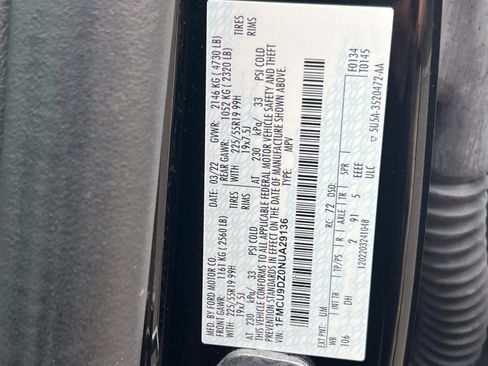 MFD. BY FORD MOTOR CO.
DATE: 03/22 GVWR: 2146 KG ( 4730 LB)
FRONT GAWR: 1161 KG ( 2560 LB) REAR GAWR: 1052 KG ( 2320 LB)
WITH 225/55R19 99H WITH 225/55R19 99H TIRES
19x7.5J 19x7.5J RIMS
AT 230 kPa/ 33 PSI COLD AT 230 kPa/ 33 PSI COLD
THIS VEHICLE CONFORMS TO ALL APPLICABLE FEDERAL MOTOR VEHICLE SAFETY AND THEFT
PREVENTION STANDARDS IN EFFECT ON THE DATE OF MANUFACTURE SHOWN ABOVE.
VIN: 1FMCU9DZ0NUA29136
TYPE: MPV
F0134
T0145
EXT PNT: UM RC: 72 DSO:
WB INT TR TP/PS R AXLE TR SPR
106 DH 2 91 5 EEEE
1202203241048 ULC
5U5A-3520472-AA